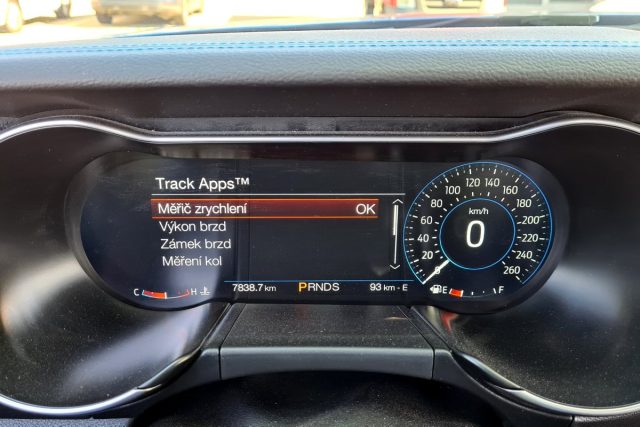 Track Apps™
Měřič zrychlení OK
Výkon brzd
Zámek brzd
Měření kol
C H
7838.7 km PRNDS 93 km - E
20 40 60 80 100 120 140 160 180 200 220 240 260
km/h
0
E F